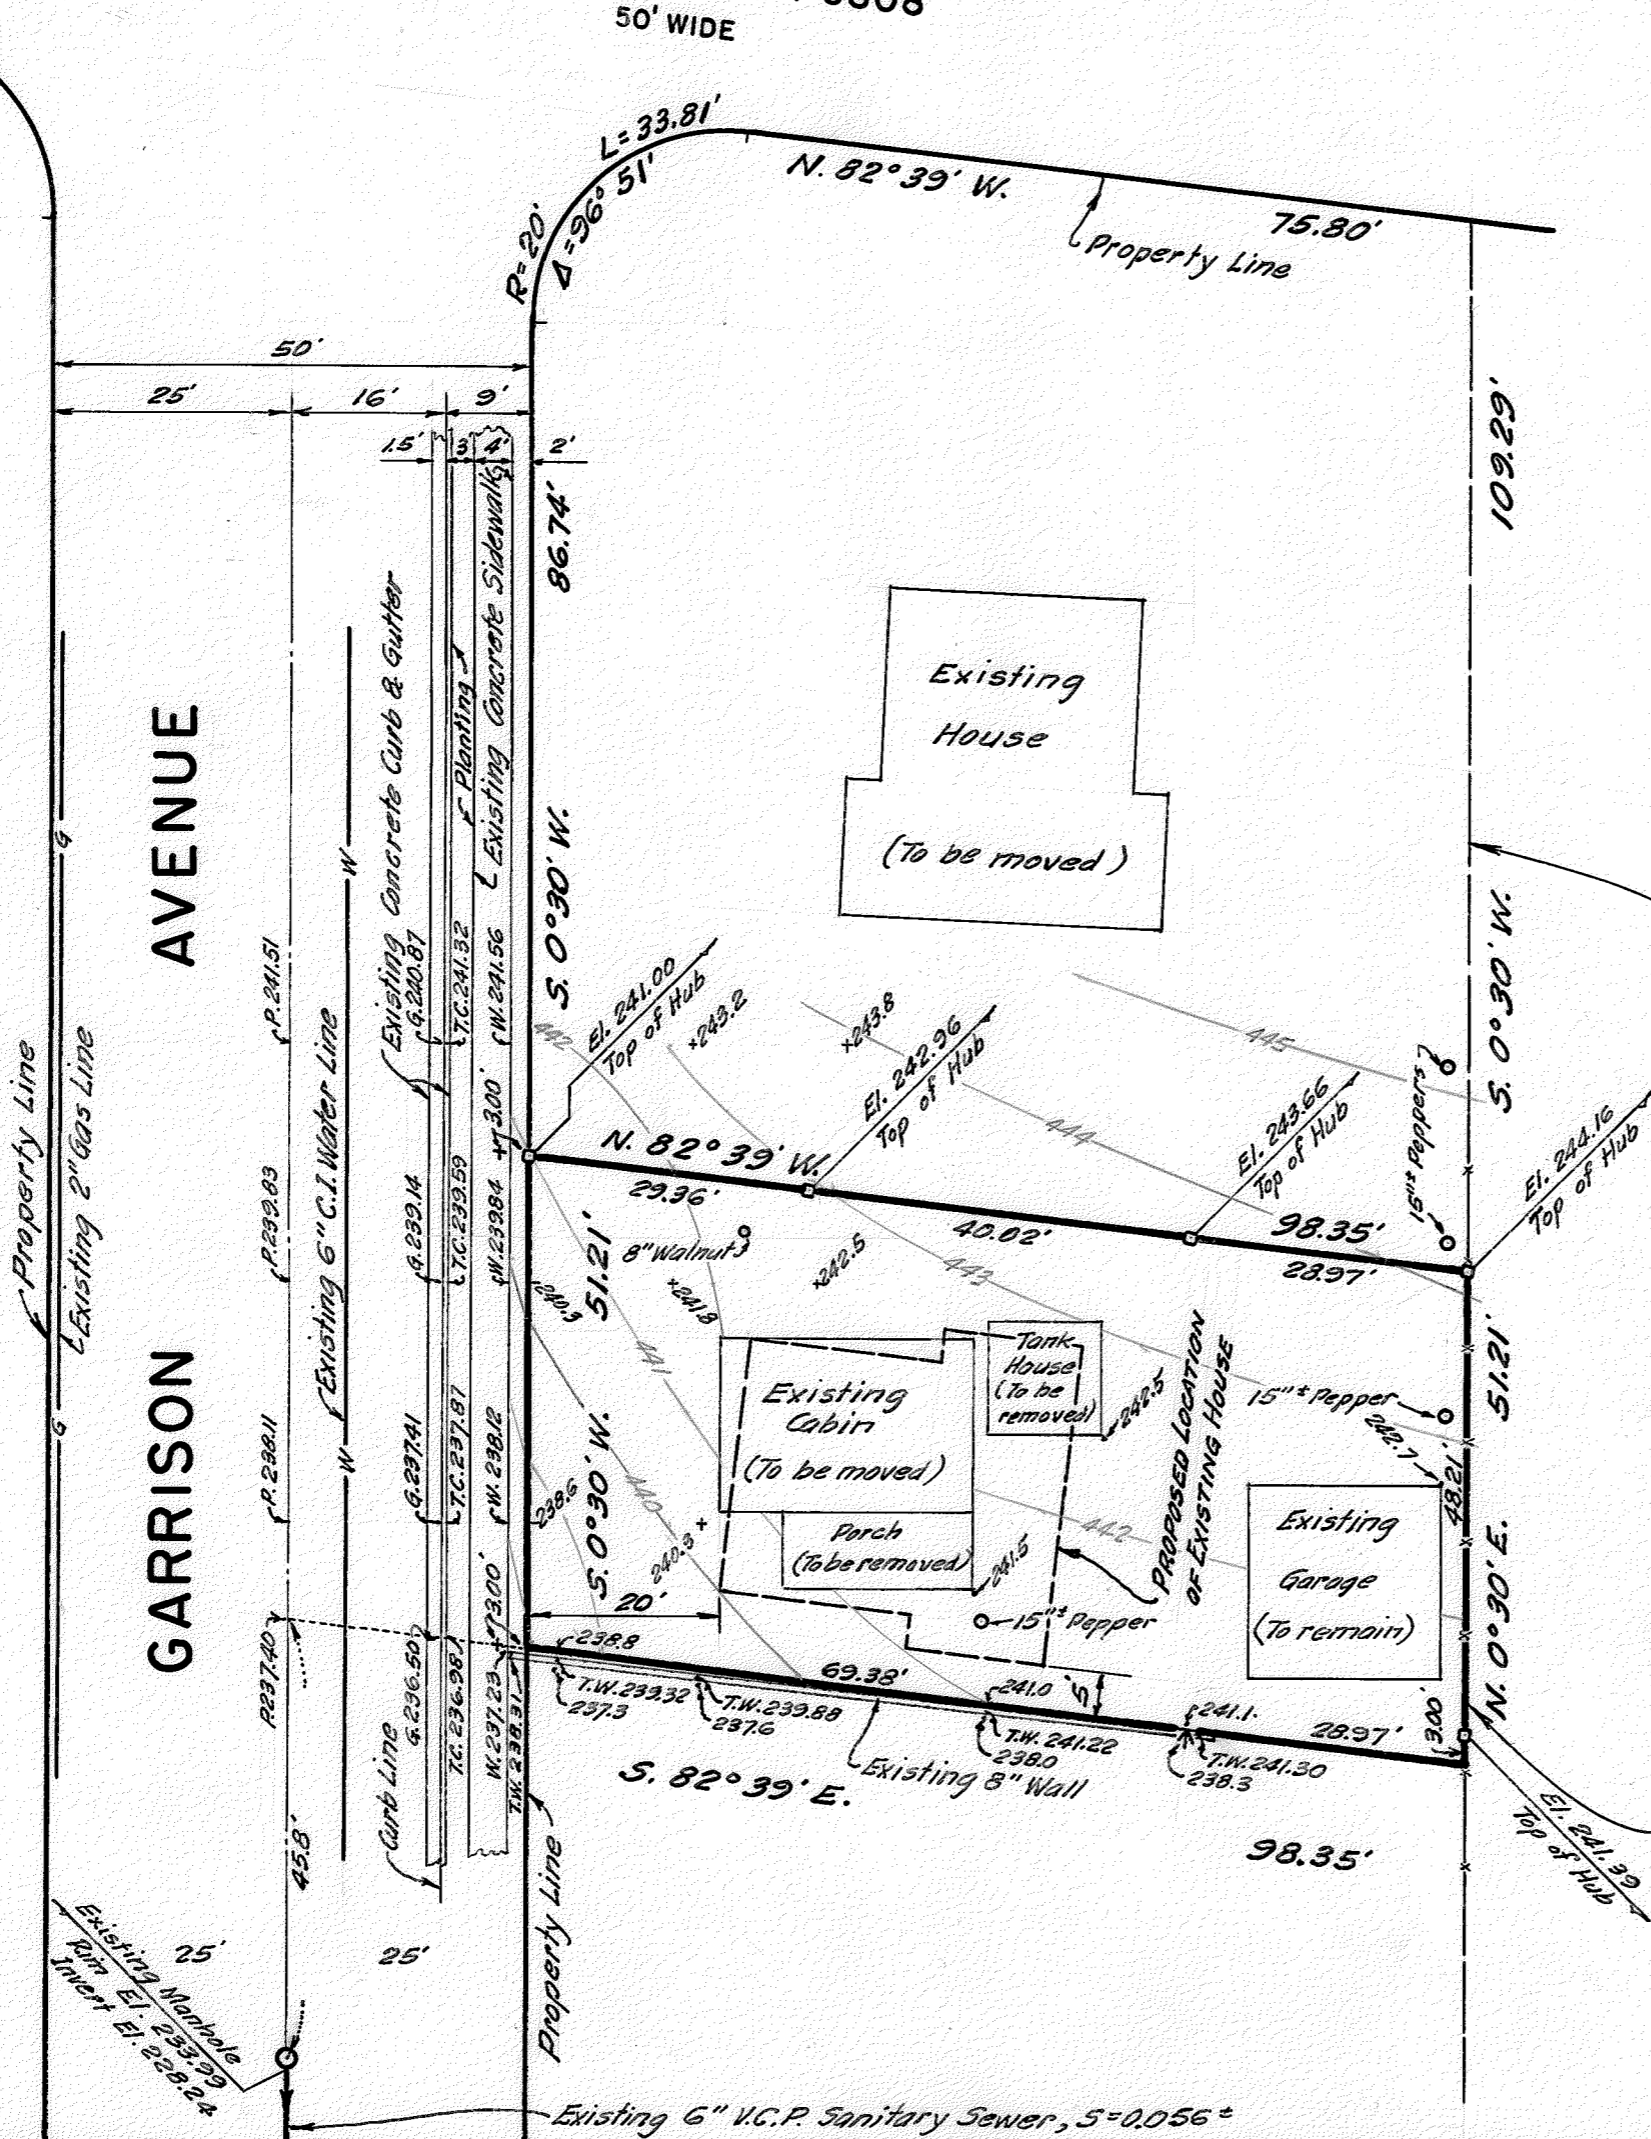 50' WIDE
L=33.81'
Δ=96°51'
R=20'
N. 82°39' W.
75.80'
Property Line
50'
25'
16'
9'
1.5'
3'
4'
2'
86.74'
109.29'
Existing Concrete Sidewalk
Planting
Existing Concrete Curb & Gutter
Existing
House
(To be moved)
AVENUE
GARRISON
G
G
W
W
S. 0°30' W.
S. 0°30' W.
P.241.51
G.240.87
T.C.241.32
W.241.56
El. 241.00
Top of Hub
+243.2
+243.8
El. 242.96
Top of Hub
El. 243.66
Top of Hub
El. 244.16
Top of Hub
15"± Peppers
442
445
444
443
441
440
442
Property Line
Existing 2" Gas Line
Existing 6" C.I. Water Line
3.00'
N. 82°39' W.
29.36'
40.02'
98.35'
28.97'
P.239.83
G.239.14
T.C.239.59
W.239.84
51.21'
8" Walnut
+242.5
+241.8
240.3
Tank
House
(To be
removed)
242.5
Existing
Cabin
(To be moved)
PROPOSED LOCATION
OF EXISTING HOUSE
15"± Pepper
242.7
51.21'
48.21'
P.238.11
G.237.41
T.C.237.87
W.238.12
238.6
S. 0°30' W.
240.3 +
Porch
(To be removed)
241.5
Existing
Garage
(To remain)
N. 0°30' E.
20'
15"± Pepper
3.00'
P.237.40
G.236.50
T.C.236.98
W.237.23
T.W.238.31
238.8
69.38'
241.0
5'
241.1
28.97'
3.00'
T.W.239.32
237.3
T.W.239.88
237.6
T.W.241.22
238.0
T.W.241.30
238.3
Existing 8" Wall
S. 82°39' E.
98.35'
El. 241.39
Top of Hub
Curb Line
45.8'
Property Line
25'
25'
Existing Manhole
Rim El. 233.99
Invert El. 228.24
Existing 6" V.C.P. Sanitary Sewer, S=0.056±